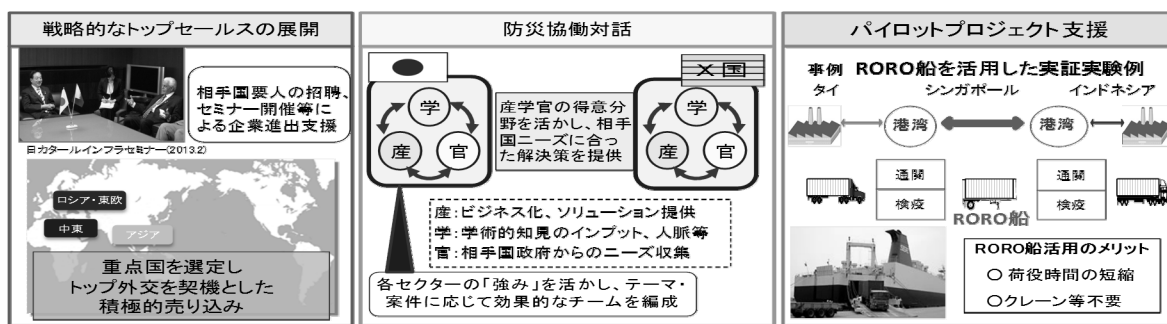 戦略的なトップセールスの展開
相手国要人の招聘、
セミナー開催等に
よる企業進出支援
日カタールインフラセミナー(2013.2)
ロシア・東欧
中東
アジア
重点国を選定し
トップ外交を契機とした
積極的売り込み
防災協働対話
学
産
官
産学官の得意分
野を活かし、相手
国ニーズに合っ
た解決策を提供
X国
学
産
官
産:ビジネス化、ソリューション提供
学:学術的知見のインプット、人脈等
官:相手国政府からのニーズ収集
各セクターの「強み」を活かし、テーマ・
案件に応じて効果的なチームを編成
パイロットプロジェクト支援
事例 RORO船を活用した実証実験例
タイ
シンガポール
インドネシア
港湾
港湾
通関
検疫
通関
検疫
RORO船
RORO船活用のメリット
○ 荷役時間の短縮
○クレーン等不要